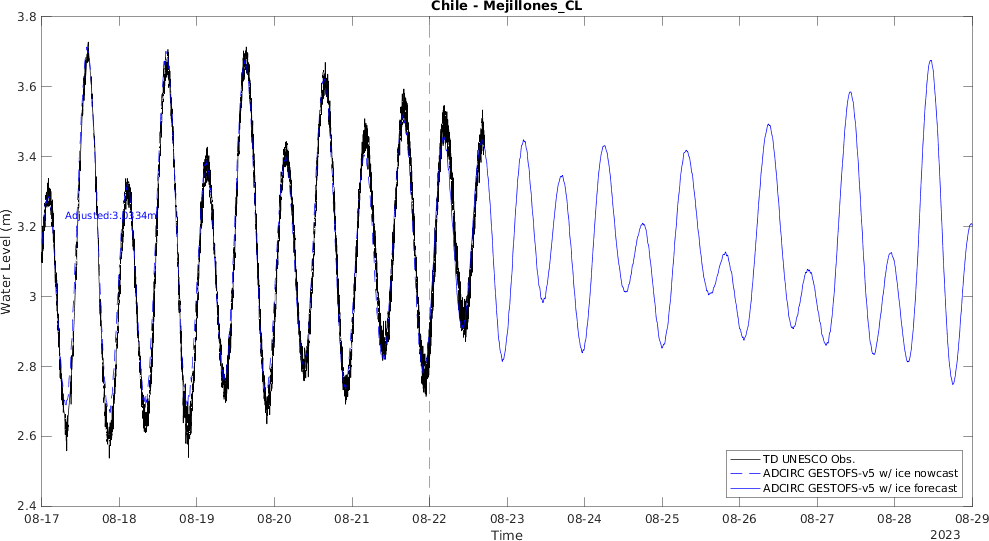 Chile - Mejillones_CL
3.8
3.6
3.4
3.2
3
2.8
2.6
2.4
Water Level (m)
Adjusted:3.0334m
TD UNESCO Obs.
ADCIRC GESTOFS-v5 w/ ice nowcast
ADCIRC GESTOFS-v5 w/ ice forecast
08-17 08-18 08-19 08-20 08-21 08-22 08-23 08-24 08-25 08-26 08-27 08-28 08-29
Time
2023